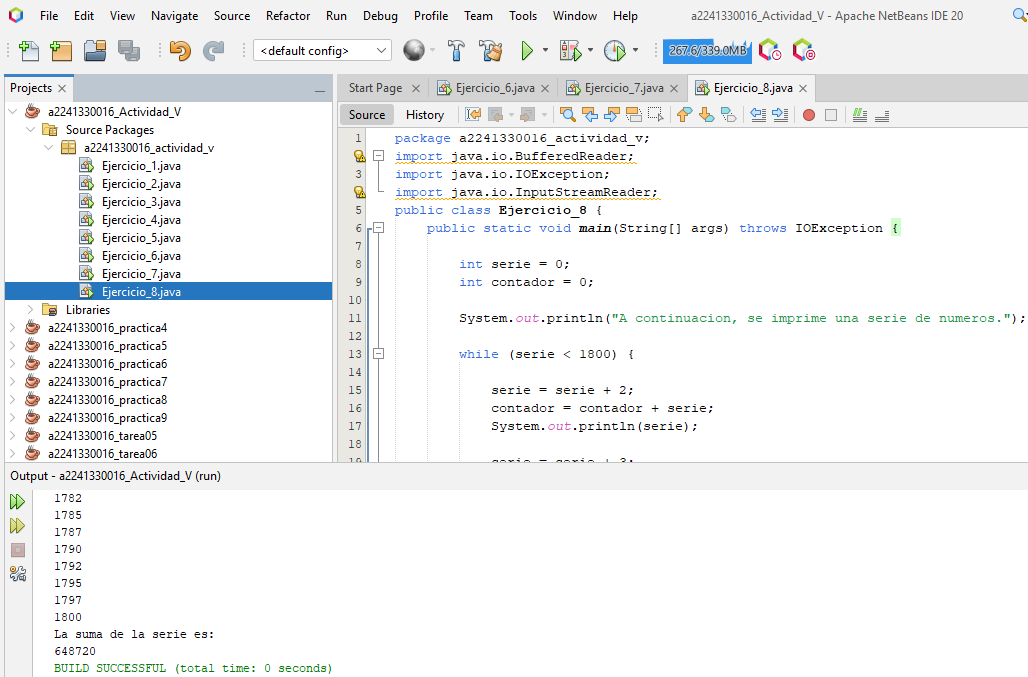 File Edit View Navigate Source Refactor Run Debug Profile Team Tools Window Help a2241330016_Actividad_V - Apache NetBeans IDE 20
<default config> 267.6/339.0MB
Projects
a2241330016_Actividad_V
Source Packages
a2241330016_actividad_v
Ejercicio_1.java
Ejercicio_2.java
Ejercicio_3.java
Ejercicio_4.java
Ejercicio_5.java
Ejercicio_6.java
Ejercicio_7.java
Ejercicio_8.java
Libraries
a2241330016_practica4
a2241330016_practica5
a2241330016_practica6
a2241330016_practica7
a2241330016_practica8
a2241330016_practica9
a2241330016_tarea05
a2241330016_tarea06
Start Page Ejercicio_6.java Ejercicio_7.java Ejercicio_8.java
Source History
1 package a2241330016_actividad_v;
import java.io.BufferedReader;
3 import java.io.IOException;
import java.io.InputStreamReader;
5 public class Ejercicio_8 {
6 public static void main(String[] args) throws IOException {
7
8 int serie = 0;
9 int contador = 0;
10
11 System.out.println("A continuacion, se imprime una serie de numeros.");
12
13 while (serie < 1800) {
14
15 serie = serie + 2;
16 contador = contador + serie;
17 System.out.println(serie);
18
19 serie = serie + 3;
Output - a2241330016_Actividad_V (run)
1782
1785
1787
1790
1792
1795
1797
1800
La suma de la serie es:
648720
BUILD SUCCESSFUL (total time: 0 seconds)